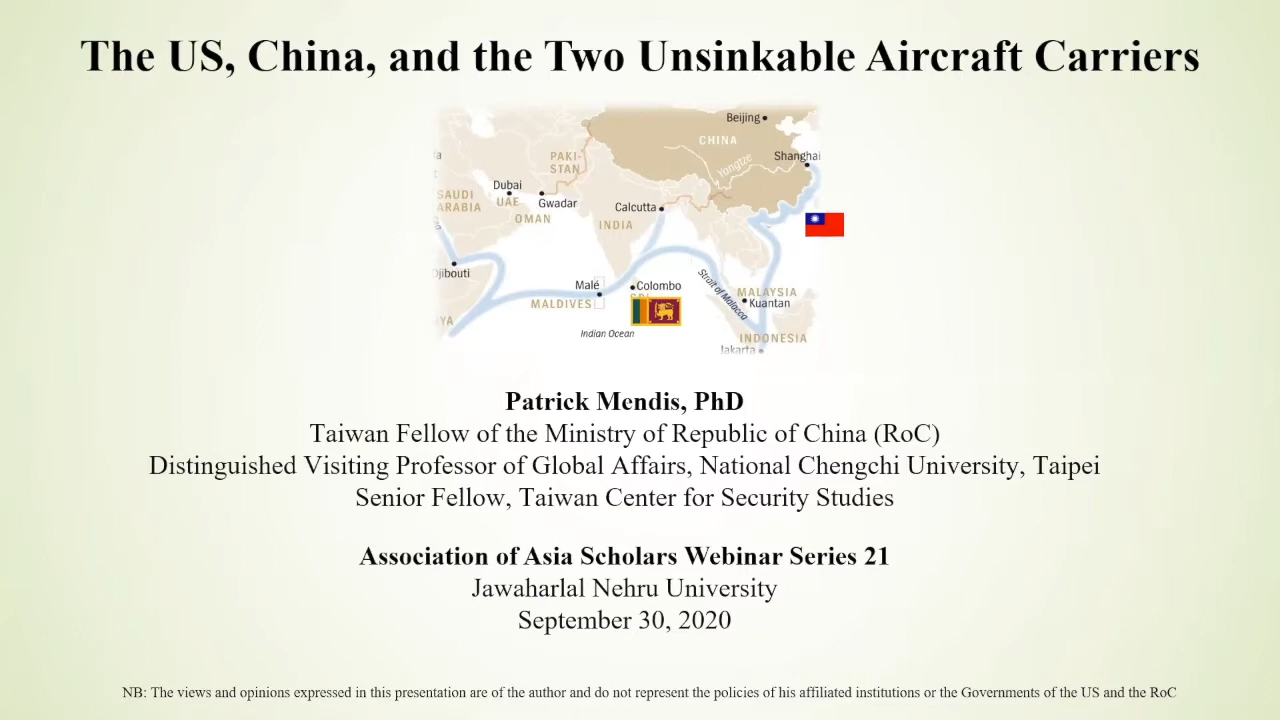 The US, China, and the Two Unsinkable Aircraft Carriers
Beijing
CHINA
PAKI-
STAN
Yangtze
Shanghai
Dubai
SAUDI
ARABIA
UAE
Gwadar
OMAN
Calcutta
INDIA
Djibouti
Malé
Colombo
MALDIVES
Strait of Malacca
MALAYSIA
Kuantan
YA
Indian Ocean
INDONESIA
Jakarta
Patrick Mendis, PhD
Taiwan Fellow of the Ministry of Republic of China (RoC)
Distinguished Visiting Professor of Global Affairs, National Chengchi University, Taipei
Senior Fellow, Taiwan Center for Security Studies
Association of Asia Scholars Webinar Series 21
Jawaharlal Nehru University
September 30, 2020
NB: The views and opinions expressed in this presentation are of the author and do not represent the policies of his affiliated institutions or the Governments of the US and the RoC